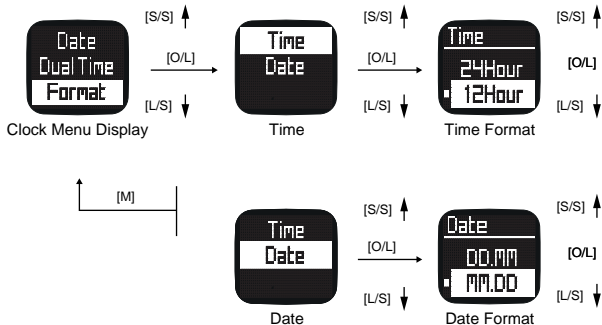 [S/S]
[S/S]
[S/S]
Date
Dual Time
Format
[O/L]
Time
Date
[O/L]
Time
24Hour
12Hour
[O/L]
[L/S]
[L/S]
[L/S]
Clock Menu Display
Time
Time Format
[M]
[S/S]
[S/S]
Time
Date
[O/L]
Date
DD.MM
MM.DD
[O/L]
[L/S]
[L/S]
Date
Date Format